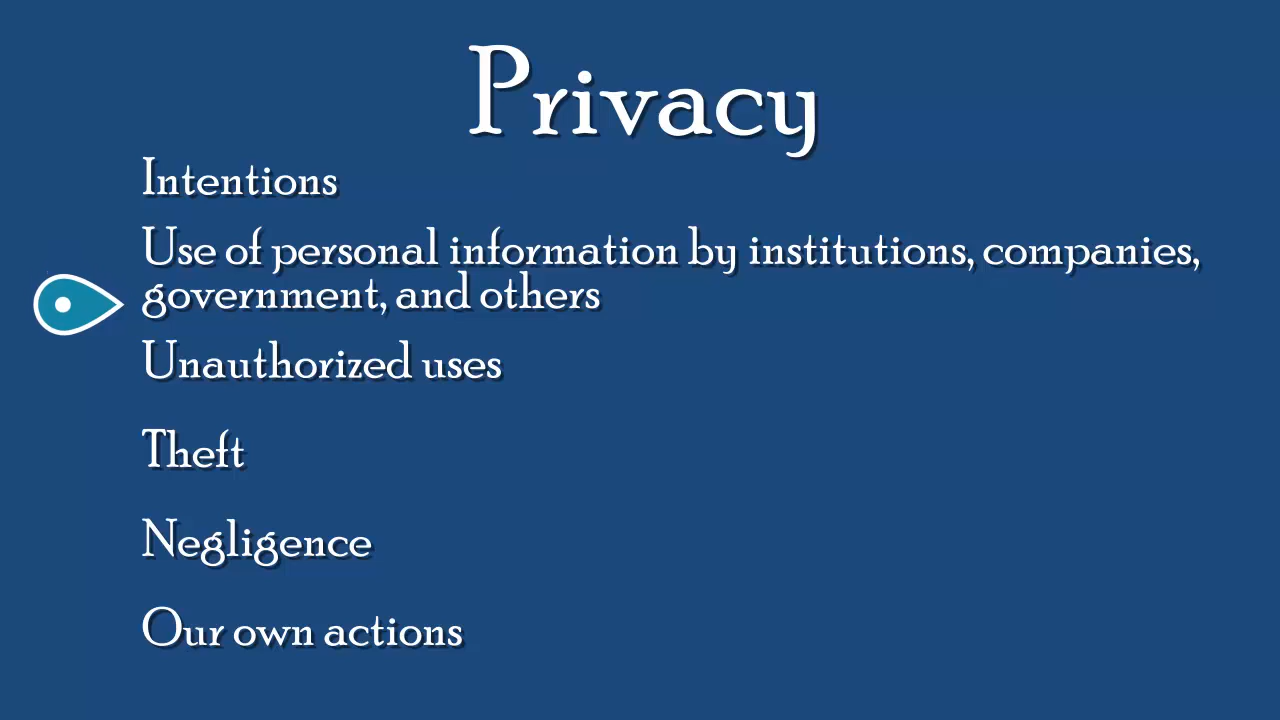 Privacy
Intentions
Use of personal information by institutions, companies,
government, and others
Unauthorized uses
Theft
Negligence
Our own actions